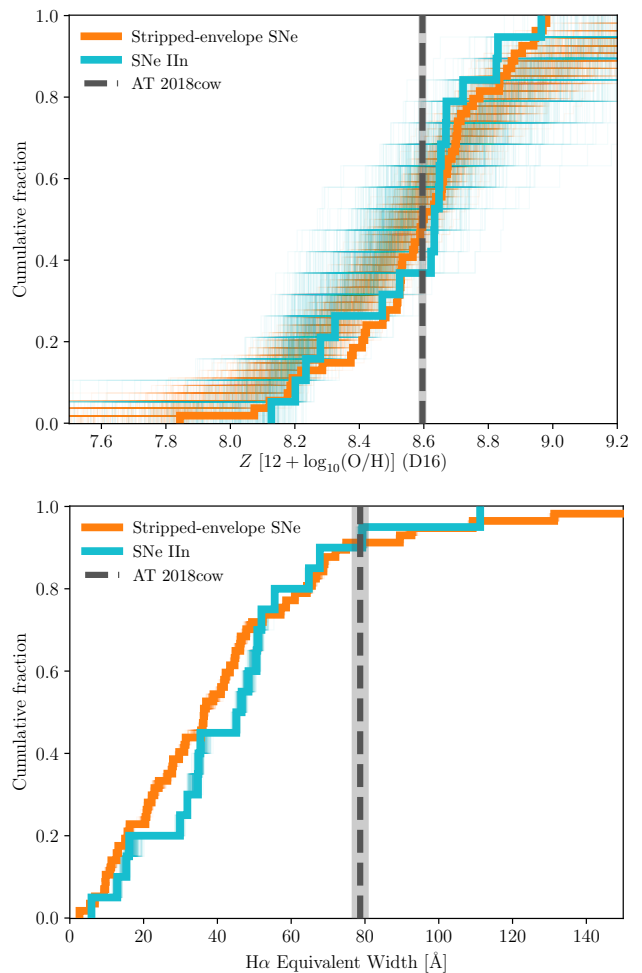 1.0
0.8
0.6
0.4
0.2
0.0
Cumulative fraction
Stripped-envelope SNe
SNe IIn
AT 2018cow
7.6 7.8 8.0 8.2 8.4 8.6 8.8 9.0 9.2
Z [12 + log₁₀(O/H)] (D16)
1.0
0.8
0.6
0.4
0.2
0.0
Cumulative fraction
Stripped-envelope SNe
SNe IIn
AT 2018cow
0 20 40 60 80 100 120 140
Hα Equivalent Width [Å]